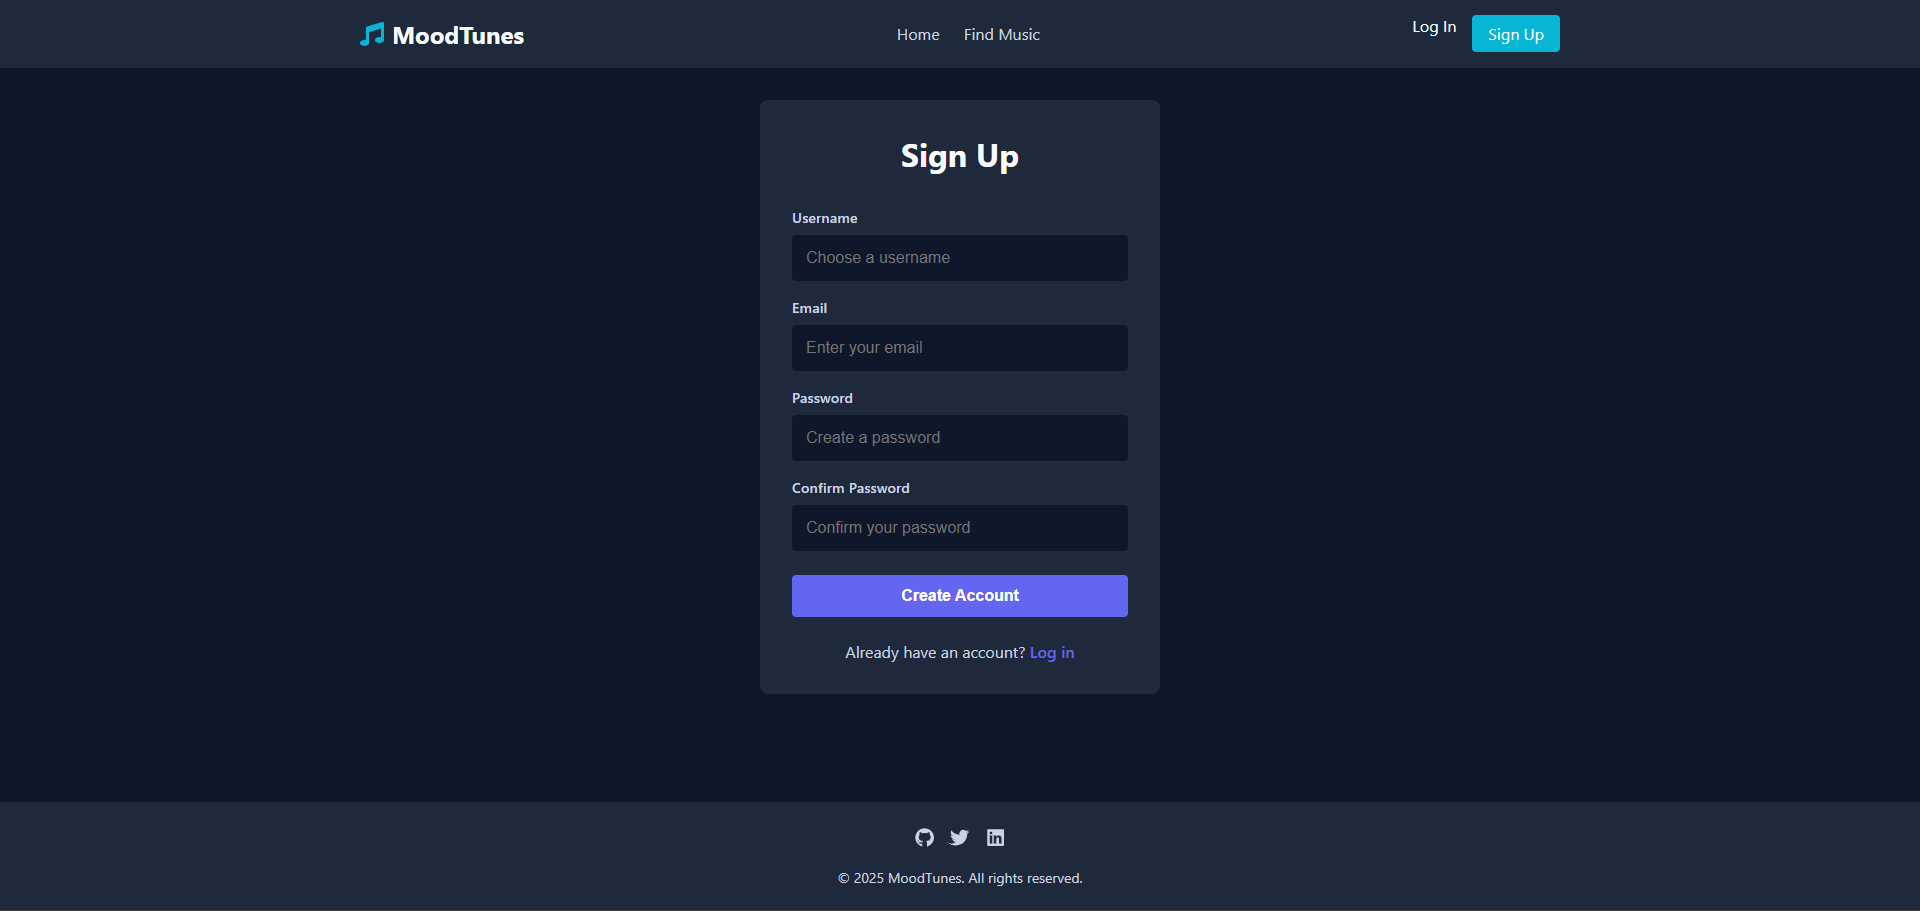 MoodTunes
Home Find Music
Log In Sign Up
Sign Up
Username
Choose a username
Email
Enter your email
Password
Create a password
Confirm Password
Confirm your password
Create Account
Already have an account? Log in
© 2025 MoodTunes. All rights reserved.